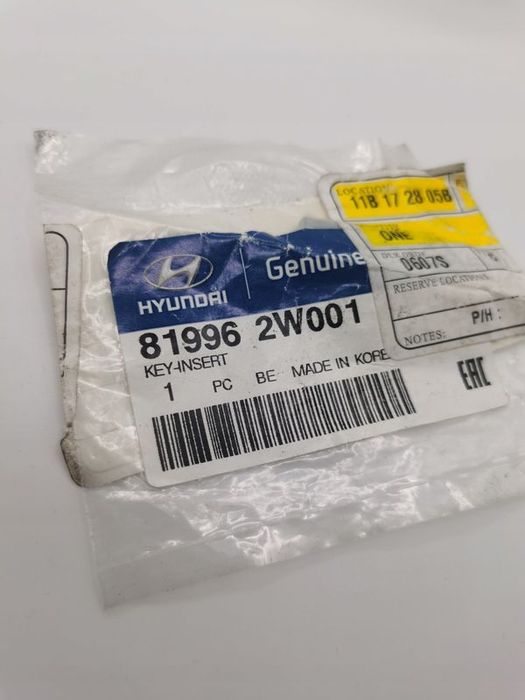 LOCATION
11B 17 28 05B
ONE
0607S
RESERVE LOCATIONS
P/H :
NOTES:
HYUNDAI
Genuine
81996 2W001
KEY-INSERT
1 PC BE MADE IN KORE
EAC